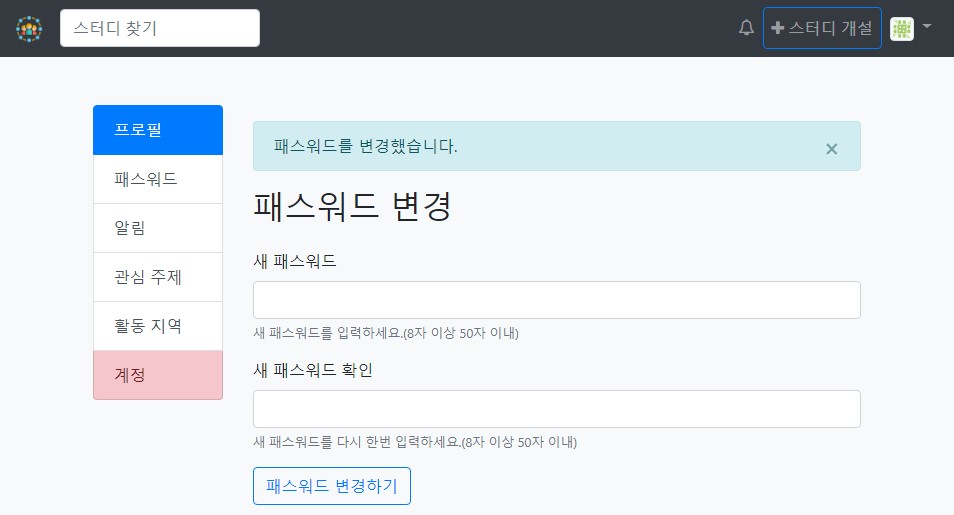 스터디 찾기
스터디 개설
프로필
패스워드
알림
관심 주제
활동 지역
계정
패스워드를 변경했습니다.
×
패스워드 변경
새 패스워드
새 패스워드를 입력하세요.(8자 이상 50자 이내)
새 패스워드 확인
새 패스워드를 다시 한번 입력하세요.(8자 이상 50자 이내)
패스워드 변경하기